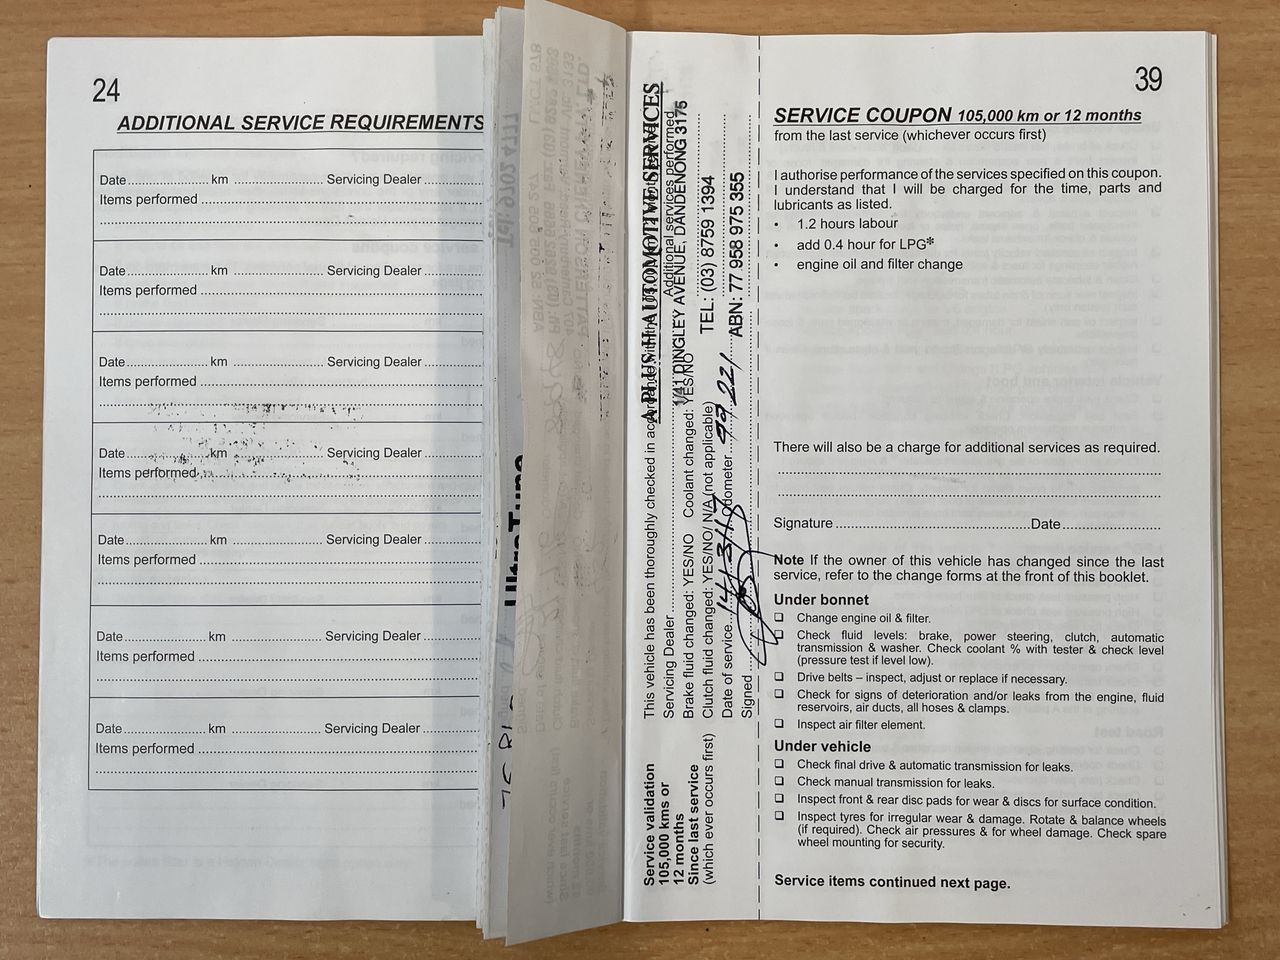 24
ADDITIONAL SERVICE REQUIREMENTS
Date.................... km ........................ Servicing Dealer
Items performed
Date.................... km ........................ Servicing Dealer
Items performed
Date.................... km ........................ Servicing Dealer
Items performed
Date.................... km ........................ Servicing Dealer
Items performed
Date.................... km ........................ Servicing Dealer
Items performed
Date.................... km ........................ Servicing Dealer
Items performed
Date.................... km ........................ Servicing Dealer
Items performed
Service validation
105,000 kms or
12 months
Since last service
(which ever occurs first)
This vehicle has been thoroughly checked in
Servicing Dealer
Additional services performed
Brake fluid changed: YES/NO Coolant changed: YES/NO
Clutch fluid changed: YES/NO/ N/A (not applicable)
Date of service Odometer 99 221
Signed
A PLUS H AUTOMOTIVE SERVICES
1/41 DINGLEY AVENUE, DANDENONG 3175
TEL: (03) 8759 1394
ABN: 77 958 975 355
39
SERVICE COUPON 105,000 km or 12 months
from the last service (whichever occurs first)
I authorise performance of the services specified on this coupon.
I understand that I will be charged for the time, parts and
lubricants as listed.
• 1.2 hours labour
• add 0.4 hour for LPG*
• engine oil and filter change
There will also be a charge for additional services as required.
Signature ........................ Date........................
Note If the owner of this vehicle has changed since the last
service, refer to the change forms at the front of this booklet.
Under bonnet
❏ Change engine oil & filter.
❏ Check fluid levels: brake, power steering, clutch, automatic
transmission & washer. Check coolant % with tester & check level
(pressure test if level low).
❏ Drive belts – inspect, adjust or replace if necessary.
❏ Check for signs of deterioration and/or leaks from the engine, fluid
reservoirs, air ducts, all hoses & clamps.
❏ Inspect air filter element.
Under vehicle
❏ Check final drive & automatic transmission for leaks.
❏ Check manual transmission for leaks.
❏ Inspect front & rear disc pads for wear & discs for surface condition.
❏ Inspect tyres for irregular wear & damage. Rotate & balance wheels
(if required). Check air pressures & for wheel damage. Check spare
wheel mounting for security.
Service items continued next page.